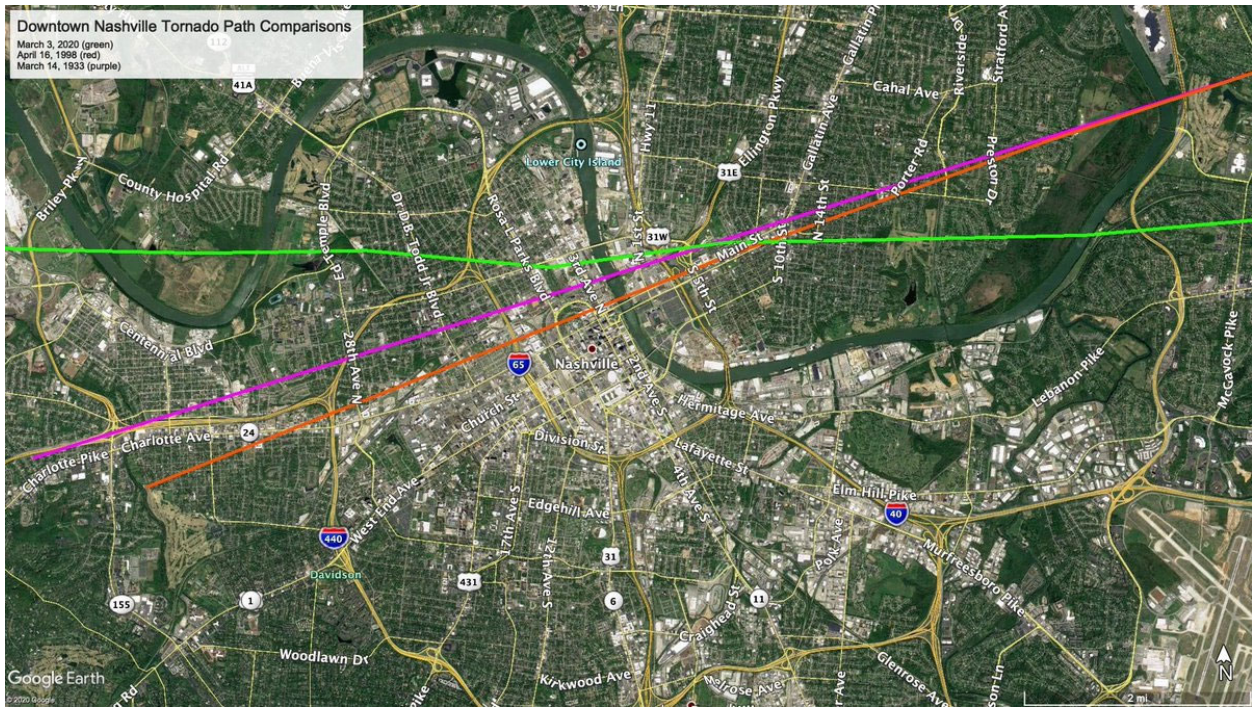 Downtown Nashville Tornado Path Comparisons
March 3, 2020 (green)
April 16, 1998 (red)
March 14, 1933 (purple)
112
ALT
41A
Hwy 11
Ellington Pkwy
Gallatin Ave
Cahal Ave
Riverside
Stratford Av
Lower City Island
31E
Porter Rd
Preston Dr
Briley Pkwy
County Hospital Rd
Ed Temple Blvd
Dr. D.B. Todd Jr Blvd
Rosa L Parks Blvd
3rd Ave N
N 1st St
31W
Main St
S 5th St
S 10th St
N 14th St
Centennial Blvd
28th Ave N
65
Nashville
2nd Ave S
Lebanon Pike
McGavock Pike
Church St
Hermitage Ave
Charlotte Pike
Charlotte Ave
24
Division St
Lafayette St
4th Ave S
Elm Hill Pike
West End Ave
17th Ave S
Edgehill Ave
12th Ave S
40
440
Polk Ave
Murfreesboro Pike
Davidson
31
431
155
1
6
11
Craighead St
Woodlawn Dr
Kirkwood Ave
Melrose Ave
Glenrose Ave
Google Earth
© 2020 Google
2 mi
N